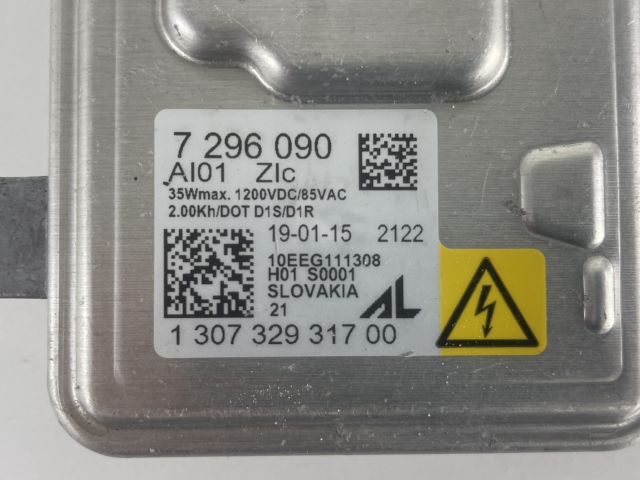 7 296 090
AI01 ZIc
35Wmax. 1200VDC/85VAC
2.00Kh/DOT D1S/D1R
19-01-15 2122
10EEG111308
H01 S0001
SLOVAKIA
21
AL
1 307 329 317 00